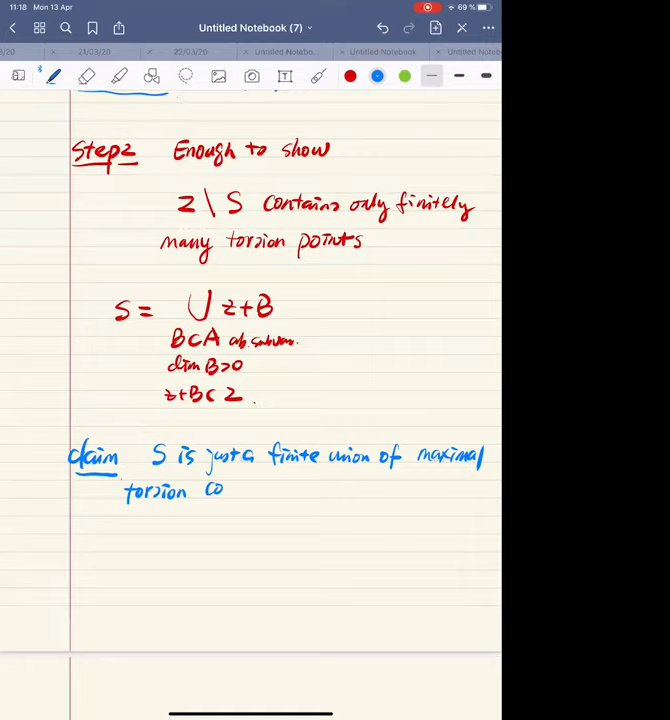 11:18 Mon 13 Apr
69 %
Untitled Notebook (7)
21/03/20
22/03/20
Untitled Notebo...
Untitled Notebook
Untitled Noteb
Step2 Enough to show
Z \ S contains only finitely
many torsion points
S = ∪ z+B
B⊂A ab.subvar.
dim B>0
z+B⊂Z.
claim S is just a finite union of maximal
torsion co